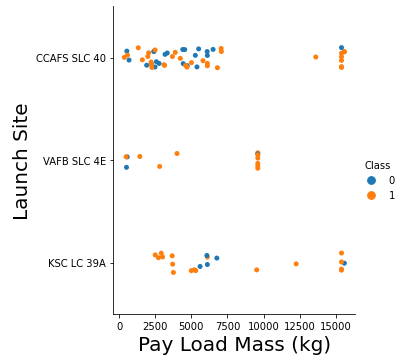 Launch Site
CCAFS SLC 40
VAFB SLC 4E
KSC LC 39A
Class
0
1
0 2500 5000 7500 10000 12500 15000
Pay Load Mass (kg)